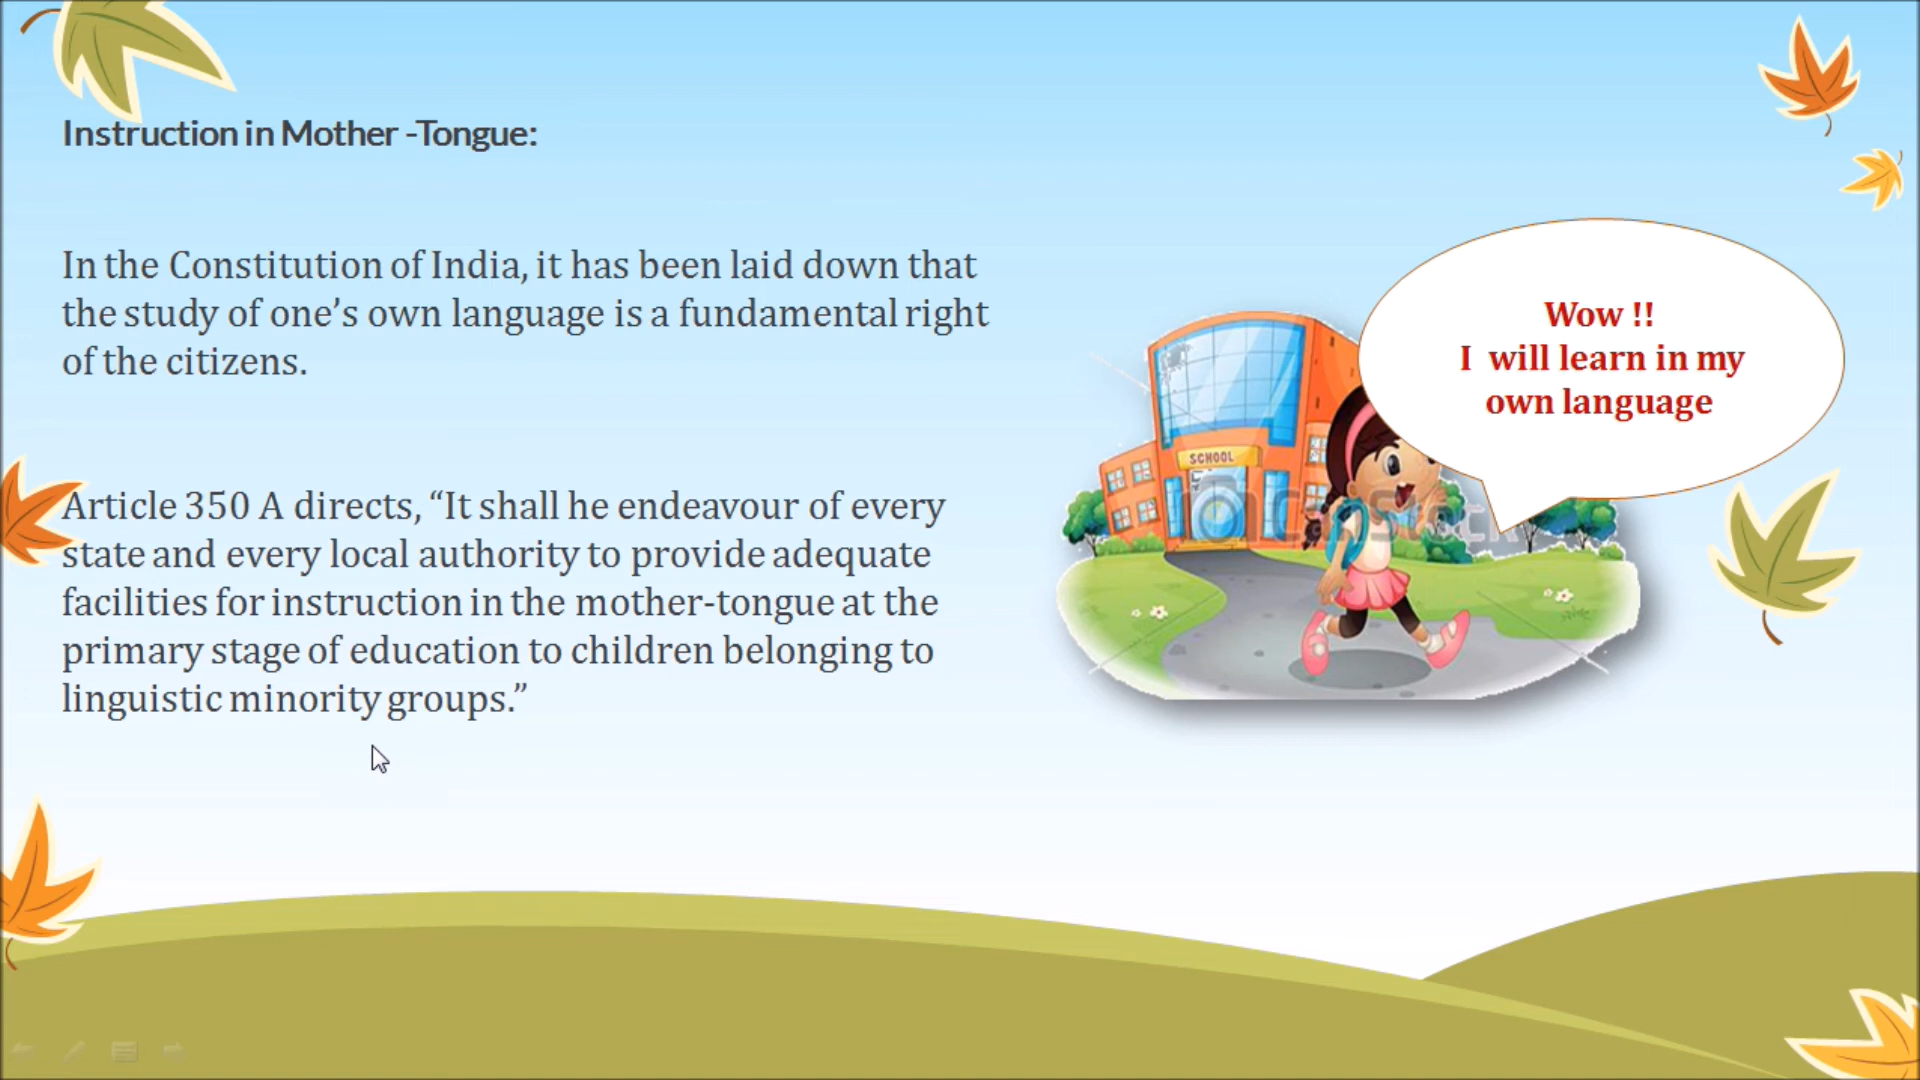 Instruction in Mother -Tongue:
In the Constitution of India, it has been laid down that
the study of one’s own language is a fundamental right
of the citizens.
Article 350 A directs, “It shall he endeavour of every
state and every local authority to provide adequate
facilities for instruction in the mother-tongue at the
primary stage of education to children belonging to
linguistic minority groups.”
Wow !!
I will learn in my
own language
SCHOOL